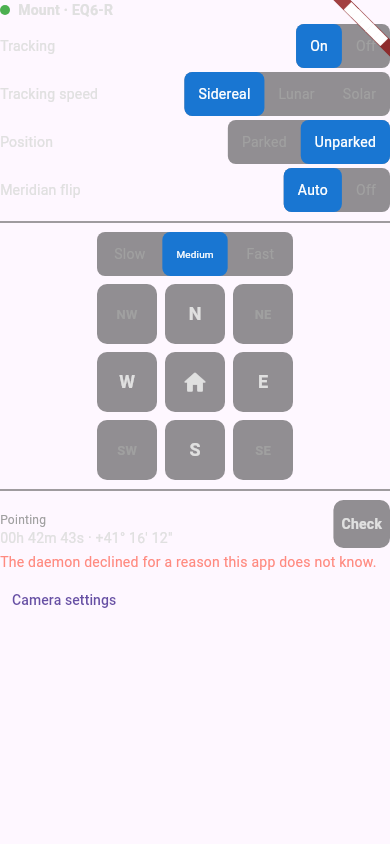 Mount · EQ6-R
Tracking
On
Off
Tracking speed
Sidereal
Lunar
Solar
Position
Parked
Unparked
Meridian flip
Auto
Off
Slow
Medium
Fast
NW
N
NE
W
E
SW
S
SE
Pointing
00h 42m 43s · +41° 16' 12"
Check
The daemon declined for a reason this app does not know.
Camera settings